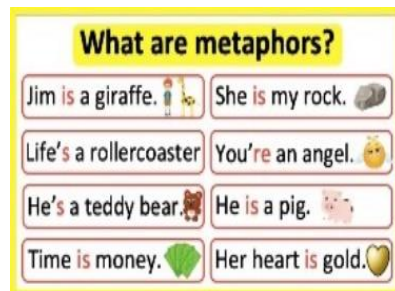 What are metaphors?
Jim is a giraffe.
She is my rock.
Life's a rollercoaster
You're an angel.
He's a teddy bear.
He is a pig.
Time is money.
Her heart is gold.